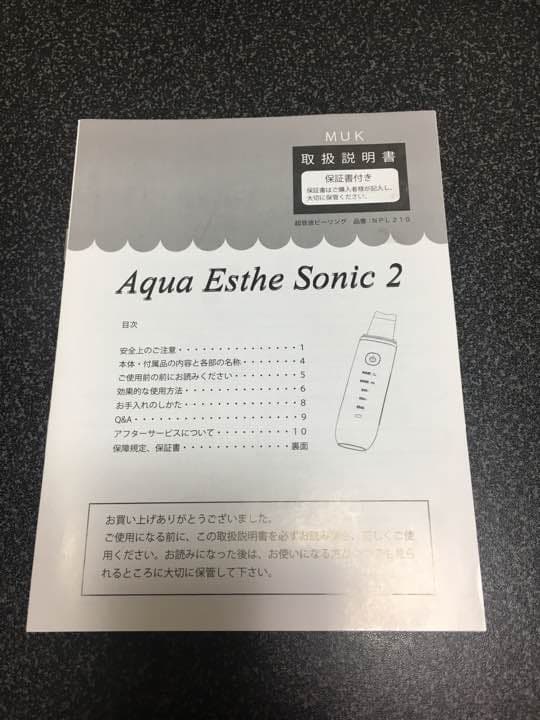 MUK
取扱説明書
保証書付き
保証書はご購入者様が記入し、
大切に保管ください。
超音波ピーリング 品番:NPL210
Aqua Esthe Sonic 2
目次
安全上のご注意・・・・・・・・・・・・・・・1
本体・付属品の内容と各部の名称・・・・・・・4
ご使用前の前にお読みください・・・・・・・・5
効果的な使用方法・・・・・・・・・・・・・・6
お手入れのしかた・・・・・・・・・・・・・・8
Q&A・・・・・・・・・・・・・・・・・・・・9
アフターサービスについて・・・・・・・・・・10
保障規定、保証書・・・・・・・・・・・・・・裏面
お買い上げありがとうございました。
ご使用になる前に、この取扱説明書を必ずお読み頂き、正しくご使
用ください。お読みになった後は、お使いになる方がいつでも見ら
れるところに大切に保管して下さい。